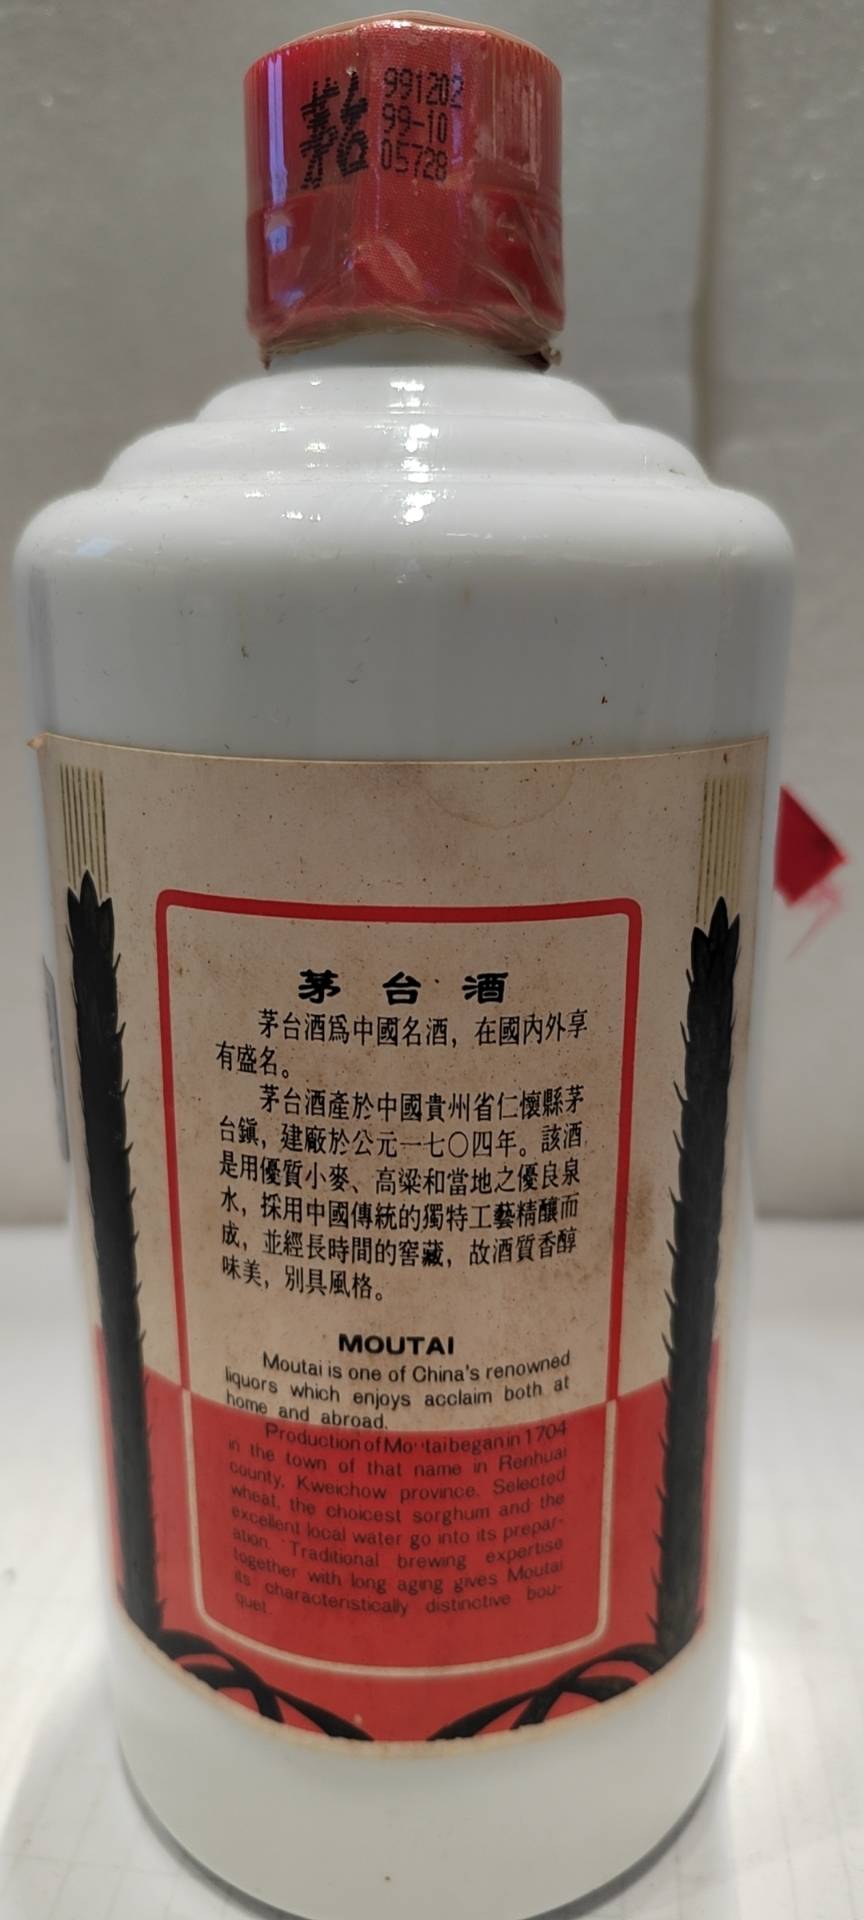 茅台
991202
99-10
05728
茅台酒
茅台酒爲中國名酒，在國內外享
有盛名。
茅台酒產於中國貴州省仁懷縣茅
台鎭，建廠於公元一七〇四年。該酒
是用優質小麥、高粱和當地之優良泉
水，採用中國傳統的獨特工藝精釀而
成，並經長時間的窖藏，故酒質香醇
味美，別具風格。
MOUTAI
Moutai is one of China's renowned
liquors which enjoys acclaim both at
home and abroad.
Production of Moutai began in 1704
in the town of that name in Renhuai
county, Kweichow province. Selected
wheat, the choicest sorghum and the
excellent local water go into its prepar-
ation. Traditional brewing expertise
together with long aging gives Moutai
its characteristically distinctive bou-
quet.